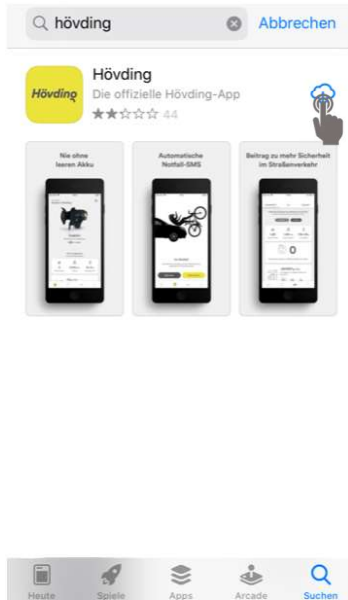 hövding
Abbrechen
Hövding
Hövding
Die offizielle Hövding-App
44
Nie ohne
leeren Akku
Automatische
Notfall-SMS
Beitrag zu mehr Sicherheit
im Straßenverkehr
0
Heute
Spiele
Apps
Arcade
Suchen